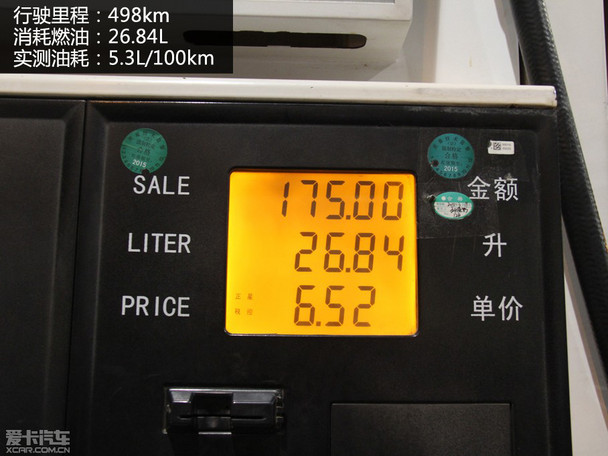 行驶里程：498km
消耗燃油：26.84L
实测油耗：5.3L/100km
2015
2015
SALE 175.00 金额
LITER 26.84 升
PRICE 6.52 单价
爱卡汽车
XCAR.COM.CN